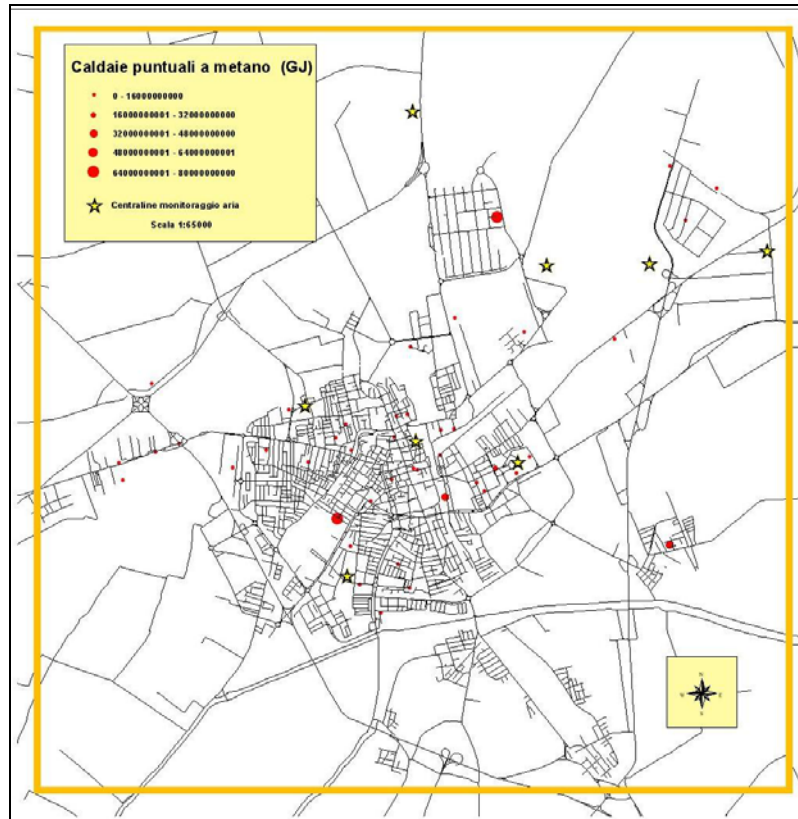 Caldaie puntuali a metano (GJ)
0 - 16000000000
16000000001 - 32000000000
32000000001 - 48000000000
48000000001 - 64000000001
64000000001 - 80000000000
Centraline monitoraggio aria
Scala 1:65000
N
S